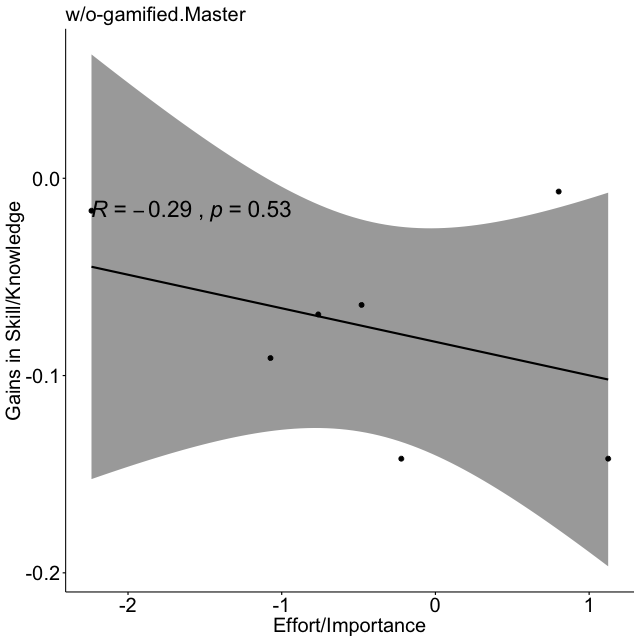 w/o-gamified.Master
Gains in Skill/Knowledge
0.0
-0.1
-0.2
R = −0.29 , p = 0.53
-2
-1
0
1
Effort/Importance